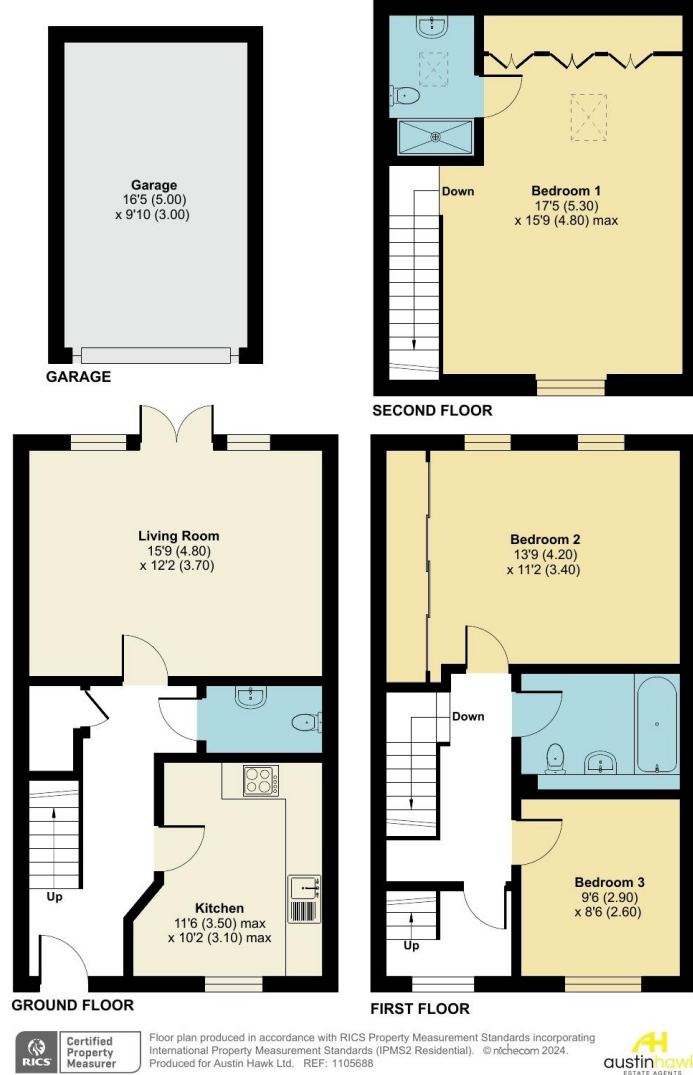 Garage
16'5 (5.00)
x 9'10 (3.00)
GARAGE
Down
Bedroom 1
17'5 (5.30)
x 15'9 (4.80) max
SECOND FLOOR
Living Room
15'9 (4.80)
x 12'2 (3.70)
Up
Kitchen
11'6 (3.50) max
x 10'2 (3.10) max
GROUND FLOOR
Bedroom 2
13'9 (4.20)
x 11'2 (3.40)
Down
Bedroom 3
9'6 (2.90)
x 8'6 (2.60)
Up
FIRST FLOOR
RICS
Certified
Property
Measurer
Floor plan produced in accordance with RICS Property Measurement Standards incorporating
International Property Measurement Standards (IPMS2 Residential). © nichecom 2024.
Produced for Austin Hawk Ltd. REF: 1105688
AH
austinhawk
ESTATE AGENTS